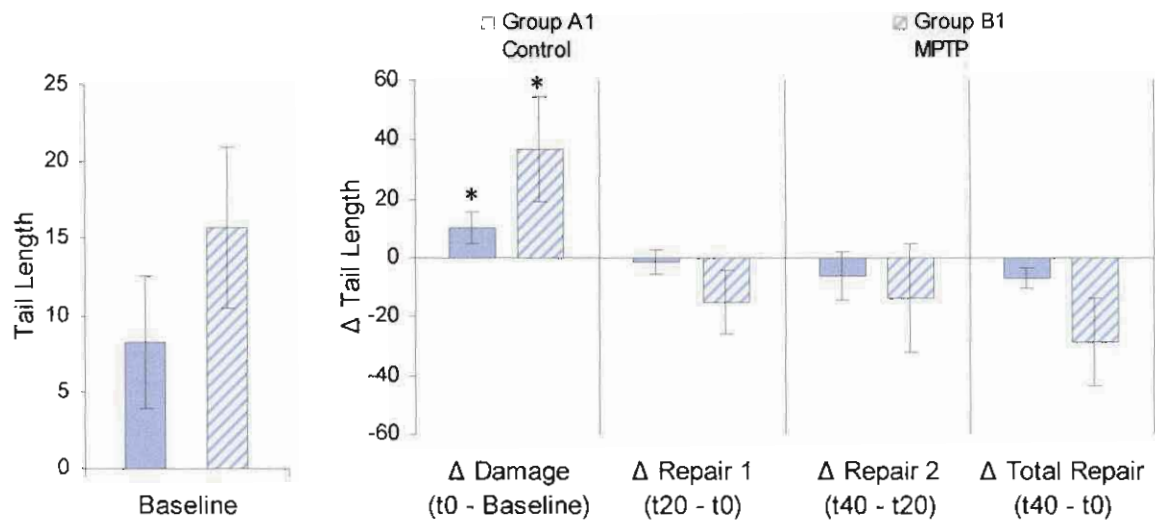 Group A1
Control
Group B1
MPTP
Tail Length
25
20
15
10
5
0
Baseline
Δ Tail Length
60
40
20
0
-20
-40
-60
*
*
Δ Damage
(t0 - Baseline)
Δ Repair 1
(t20 - t0)
Δ Repair 2
(t40 - t20)
Δ Total Repair
(t40 - t0)